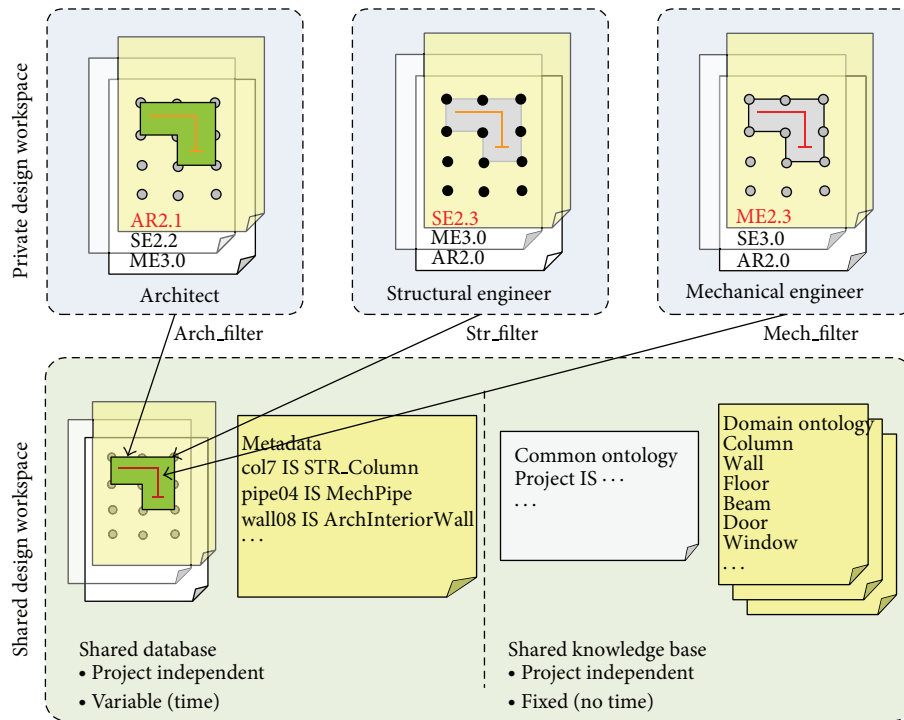 Private design workspace
AR2.1
SE2.2
ME3.0
Architect
SE2.3
ME3.0
AR2.0
Structural engineer
ME2.3
SE3.0
AR2.0
Mechanical engineer
Arch_filter
Str_filter
Mech_filter
Shared design workspace
Metadata
col7 IS STR_Column
pipe04 IS MechPipe
wall08 IS ArchInteriorWall
...
Common ontology
Project IS ...
...
Domain ontology
Column
Wall
Floor
Beam
Door
Window
...
Shared database
• Project independent
• Variable (time)
Shared knowledge base
• Project independent
• Fixed (no time)